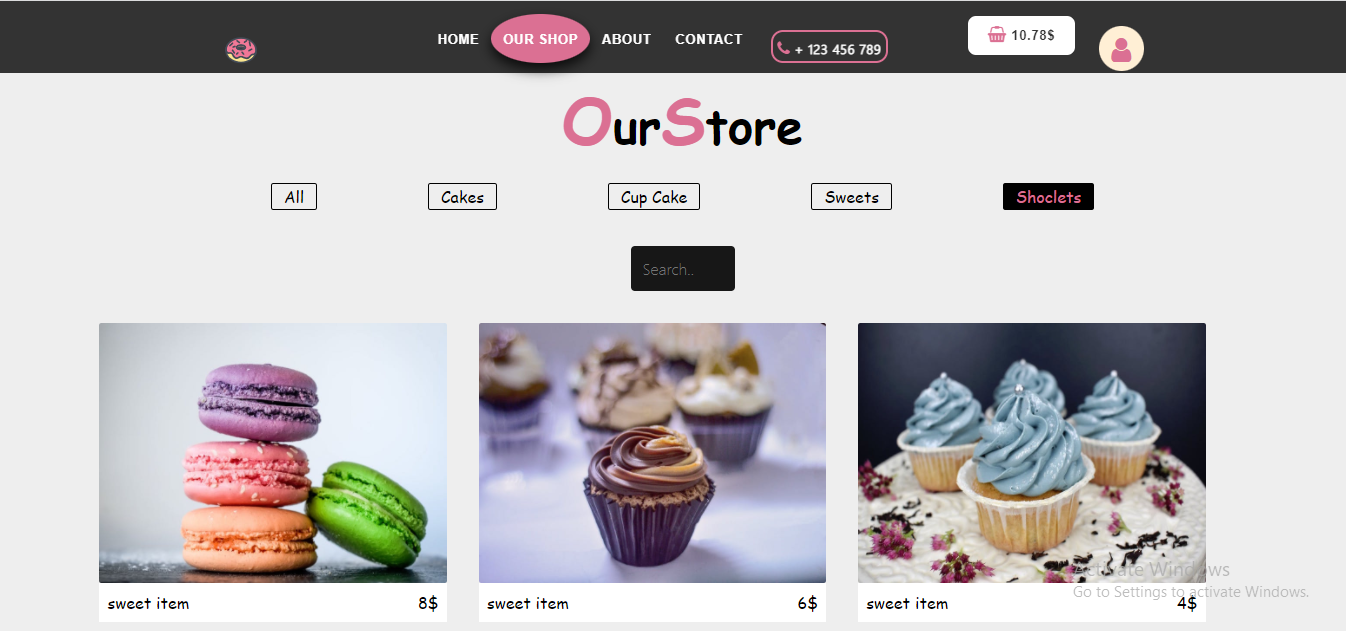 HOME OUR SHOP ABOUT CONTACT + 123 456 789 10.78$
OurStore
All Cakes Cup Cake Sweets Shoclets
Search..
sweet item 8$ sweet item 6$ sweet item 4$
Activate Windows
Go to Settings to activate Windows.